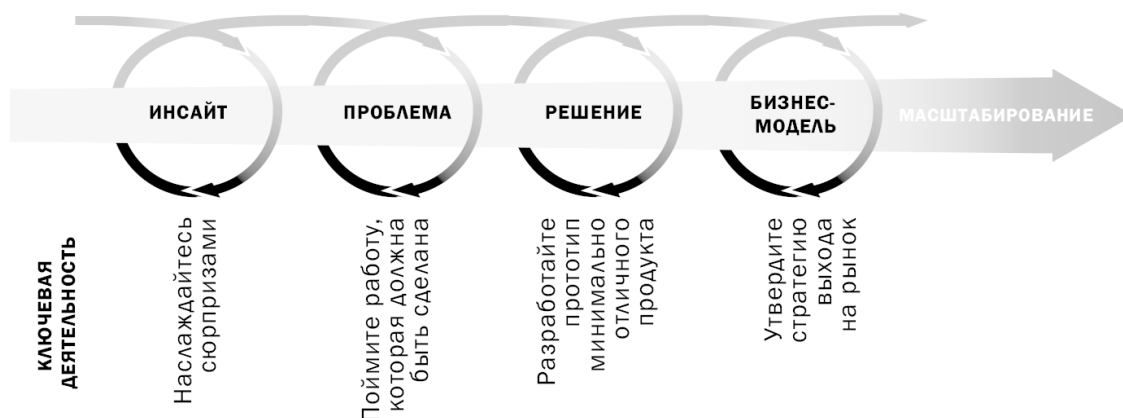 ИНСАЙТ
ПРОБЛЕМА
РЕШЕНИЕ
БИЗНЕС-
МОДЕЛЬ
МАСШТАБИРОВАНИЕ
КЛЮЧЕВАЯ
ДЕЯТЕЛЬНОСТЬ
Наслаждайтесь
сюрпризами
Поймите работу,
которая должна
быть сделана
Разработайте
прототип
минимально
отличного
продукта
Утвердите
стратегию
выхода
на рынок